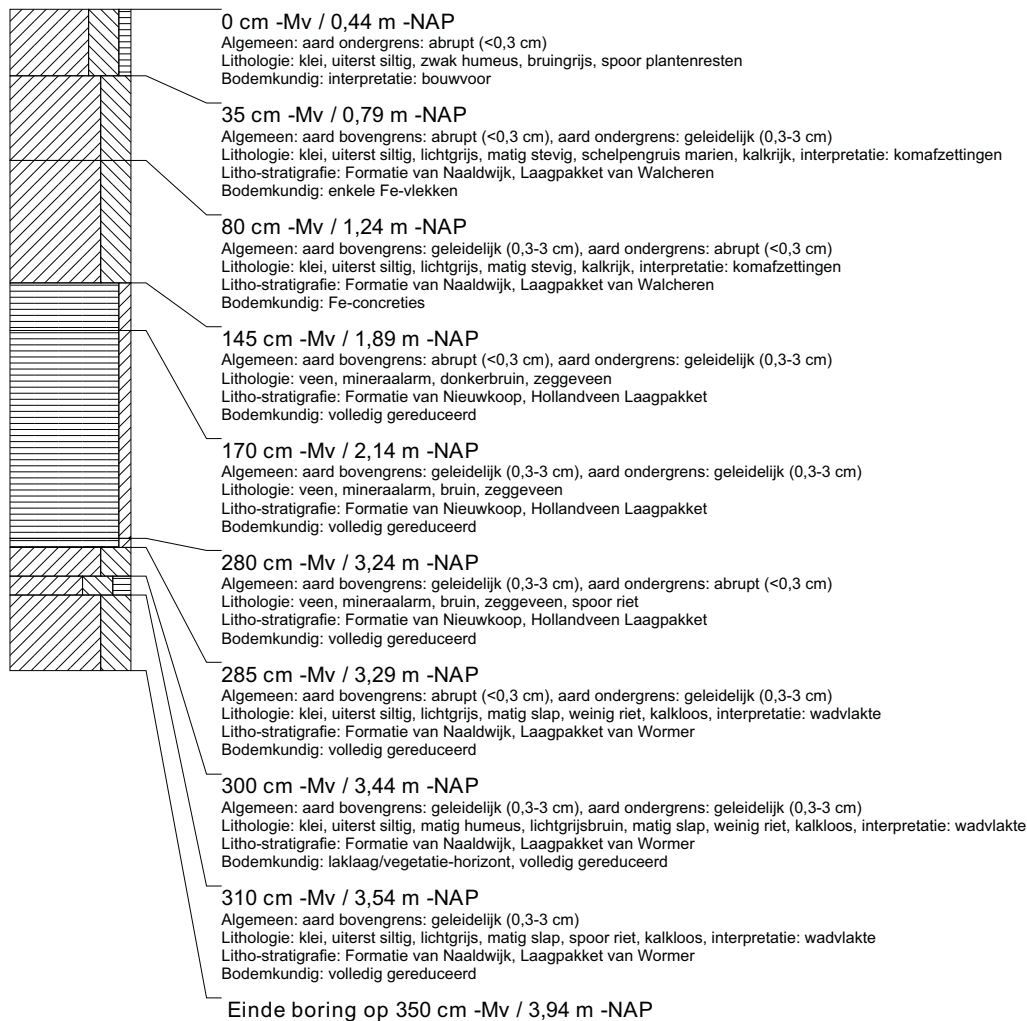 0 cm -Mv / 0,44 m -NAP
Algemeen: aard ondergrens: abrupt (<0,3 cm)
Lithologie: klei, uiterst siltig, zwak humeus, bruingrijs, spoor plantenresten
Bodemkundig: interpretatie: bouwvoor
35 cm -Mv / 0,79 m -NAP
Algemeen: aard bovengrens: abrupt (<0,3 cm), aard ondergrens: geleidelijk (0,3-3 cm)
Lithologie: klei, uiterst siltig, lichtgrijs, matig stevig, schelpengruis marien, kalkrijk, interpretatie: komafzettingen
Litho-stratigrafie: Formatie van Naaldwijk, Laagpakket van Walcheren
Bodemkundig: enkele Fe-vlekken
80 cm -Mv / 1,24 m -NAP
Algemeen: aard bovengrens: geleidelijk (0,3-3 cm), aard ondergrens: abrupt (<0,3 cm)
Lithologie: klei, uiterst siltig, lichtgrijs, matig stevig, kalkrijk, interpretatie: komafzettingen
Litho-stratigrafie: Formatie van Naaldwijk, Laagpakket van Walcheren
Bodemkundig: Fe-concreties
145 cm -Mv / 1,89 m -NAP
Algemeen: aard bovengrens: abrupt (<0,3 cm), aard ondergrens: geleidelijk (0,3-3 cm)
Lithologie: veen, mineraalarm, donkerbruin, zeggeveen
Litho-stratigrafie: Formatie van Nieuwkoop, Hollandveen Laagpakket
Bodemkundig: volledig gereduceerd
170 cm -Mv / 2,14 m -NAP
Algemeen: aard bovengrens: geleidelijk (0,3-3 cm), aard ondergrens: geleidelijk (0,3-3 cm)
Lithologie: veen, mineraalarm, bruin, zeggeveen
Litho-stratigrafie: Formatie van Nieuwkoop, Hollandveen Laagpakket
Bodemkundig: volledig gereduceerd
280 cm -Mv / 3,24 m -NAP
Algemeen: aard bovengrens: geleidelijk (0,3-3 cm), aard ondergrens: abrupt (<0,3 cm)
Lithologie: veen, mineraalarm, bruin, zeggeveen, spoor riet
Litho-stratigrafie: Formatie van Nieuwkoop, Hollandveen Laagpakket
Bodemkundig: volledig gereduceerd
285 cm -Mv / 3,29 m -NAP
Algemeen: aard bovengrens: abrupt (<0,3 cm), aard ondergrens: geleidelijk (0,3-3 cm)
Lithologie: klei, uiterst siltig, lichtgrijs, matig slap, weinig riet, kalkloos, interpretatie: wadvlakte
Litho-stratigrafie: Formatie van Naaldwijk, Laagpakket van Wormer
Bodemkundig: volledig gereduceerd
300 cm -Mv / 3,44 m -NAP
Algemeen: aard bovengrens: geleidelijk (0,3-3 cm), aard ondergrens: geleidelijk (0,3-3 cm)
Lithologie: klei, uiterst siltig, matig humeus, lichtgrijsbruin, matig slap, weinig riet, kalkloos, interpretatie: wadvlakte
Litho-stratigrafie: Formatie van Naaldwijk, Laagpakket van Wormer
Bodemkundig: laklaag/vegetatie-horizont, volledig gereduceerd
310 cm -Mv / 3,54 m -NAP
Algemeen: aard bovengrens: geleidelijk (0,3-3 cm)
Lithologie: klei, uiterst siltig, lichtgrijs, matig slap, spoor riet, kalkloos, interpretatie: wadvlakte
Litho-stratigrafie: Formatie van Naaldwijk, Laagpakket van Wormer
Bodemkundig: volledig gereduceerd
Einde boring op 350 cm -Mv / 3,94 m -NAP